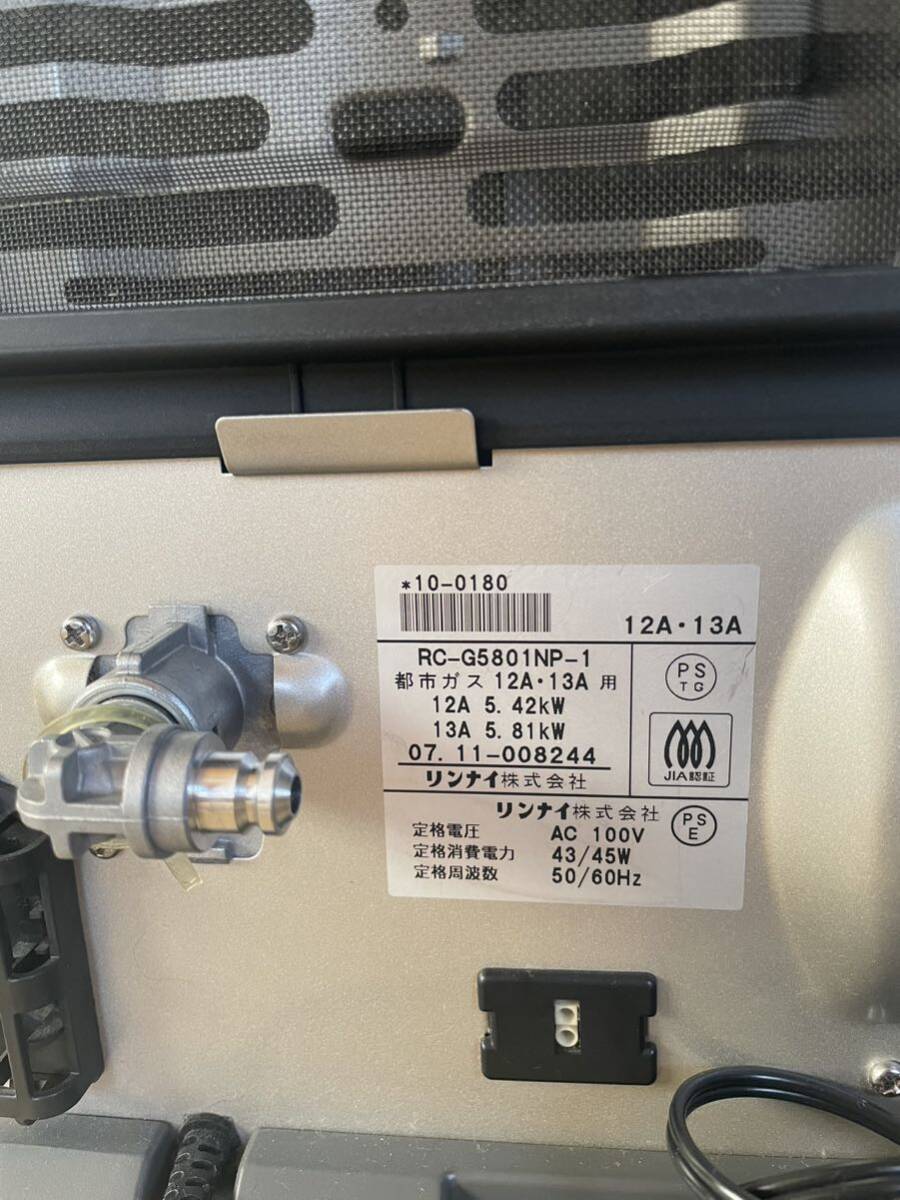 *10-0180
12A・13A
RC-G5801NP-1
都市ガス 12A・13A 用
12A 5.42kW
13A 5.81kW
07.11-008244
リンナイ株式会社
PS
TG
JIA認証
リンナイ株式会社
定格電圧 AC 100V
定格消費電力 43/45W
定格周波数 50/60Hz
PS
E